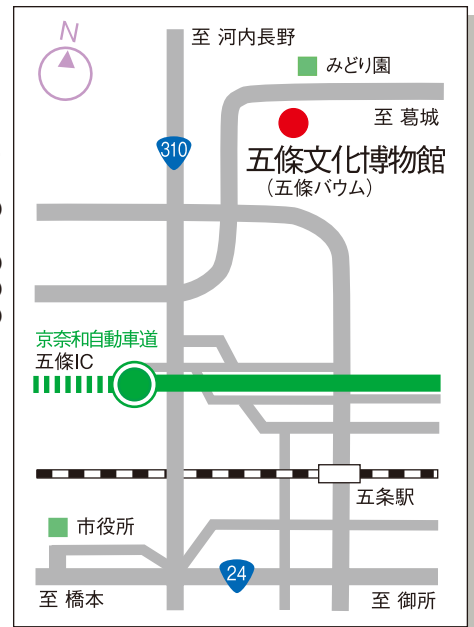 N
至 河内長野
みどり園
至 葛城
310
五條文化博物館
（五條バウム）
京奈和自動車道
五條IC
五条駅
市役所
24
至 橋本
至 御所